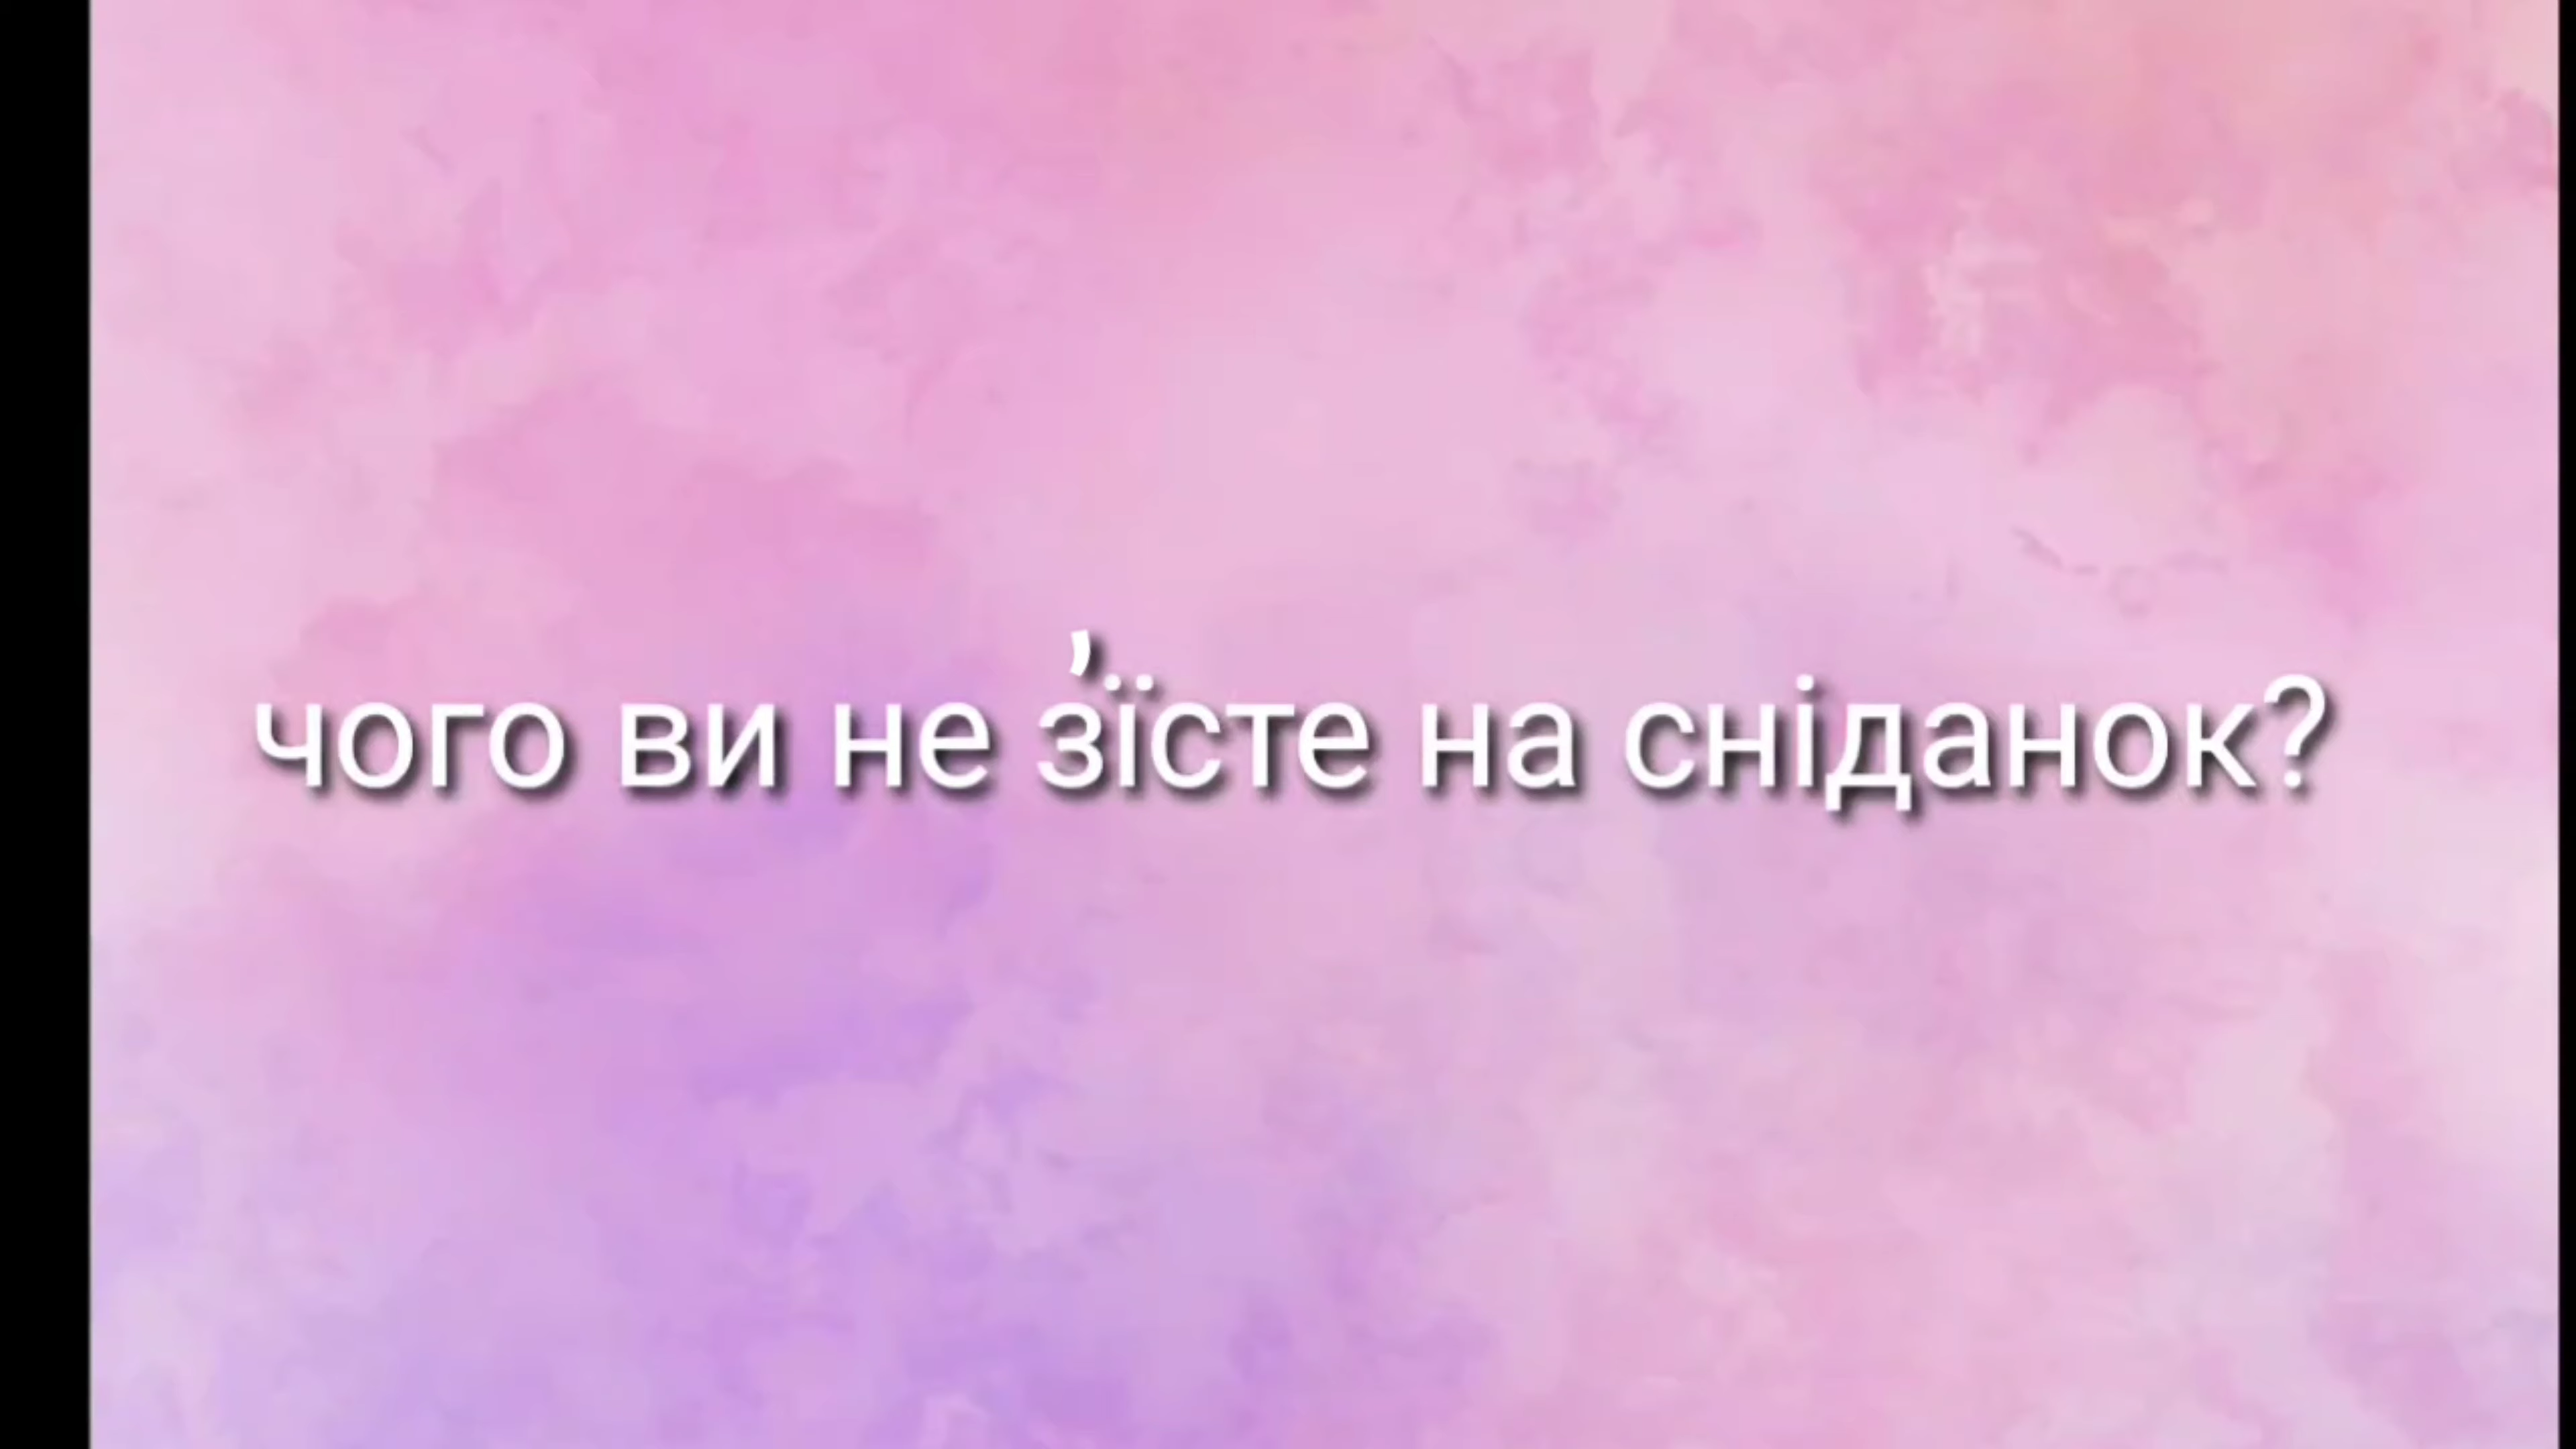 чого ви не з'їсте на сніданок?